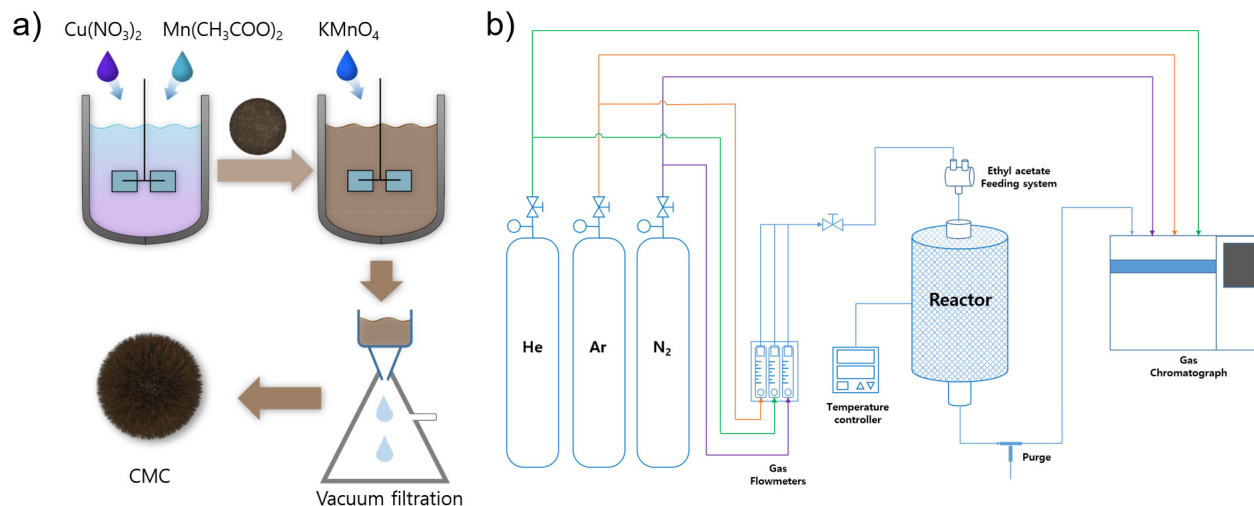 a)
Cu(NO₃)₂
Mn(CH₃COO)₂
KMnO₄
CMC
Vacuum filtration
b)
Ethyl acetate
Feeding system
He
Ar
N₂
Reactor
Temperature
controller
Gas
Flowmeters
Purge
Gas
Chromatograph